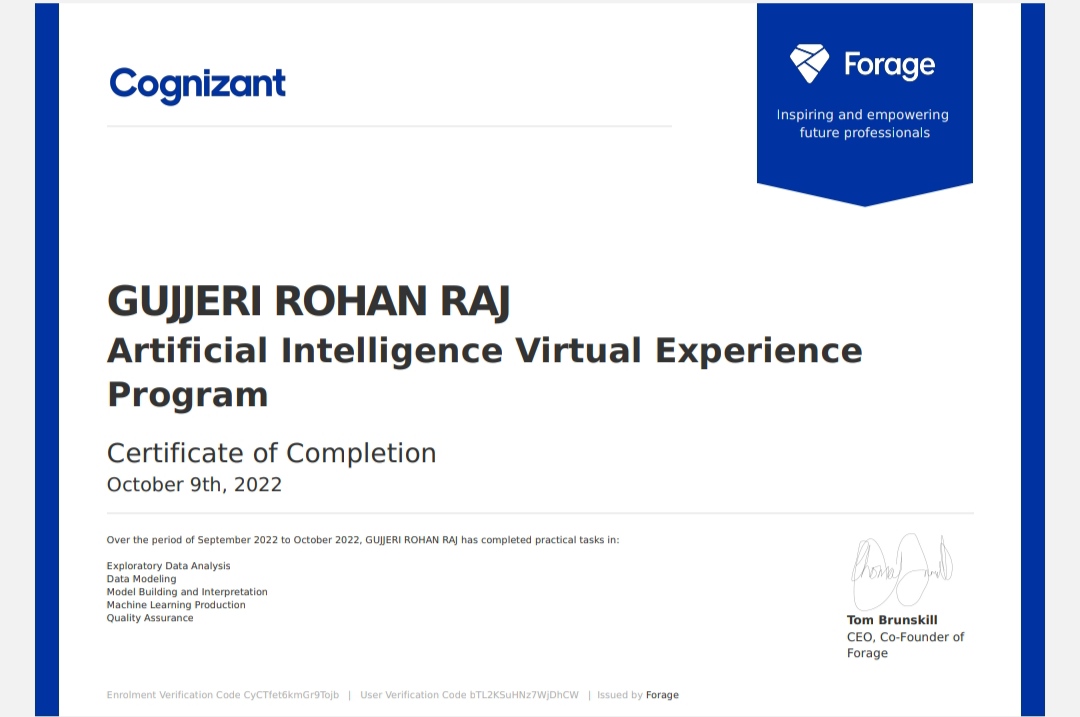 Cognizant
Forage
Inspiring and empowering
future professionals
GUJJERI ROHAN RAJ
Artificial Intelligence Virtual Experience
Program
Certificate of Completion
October 9th, 2022
Over the period of September 2022 to October 2022, GUJJERI ROHAN RAJ has completed practical tasks in:
Exploratory Data Analysis
Data Modeling
Model Building and Interpretation
Machine Learning Production
Quality Assurance
Tom Brunskill
CEO, Co-Founder of
Forage
Enrolment Verification Code CyCTfet6kmGr9Tojb | User Verification Code bTL2KSuHNz7WjDhCW | Issued by Forage